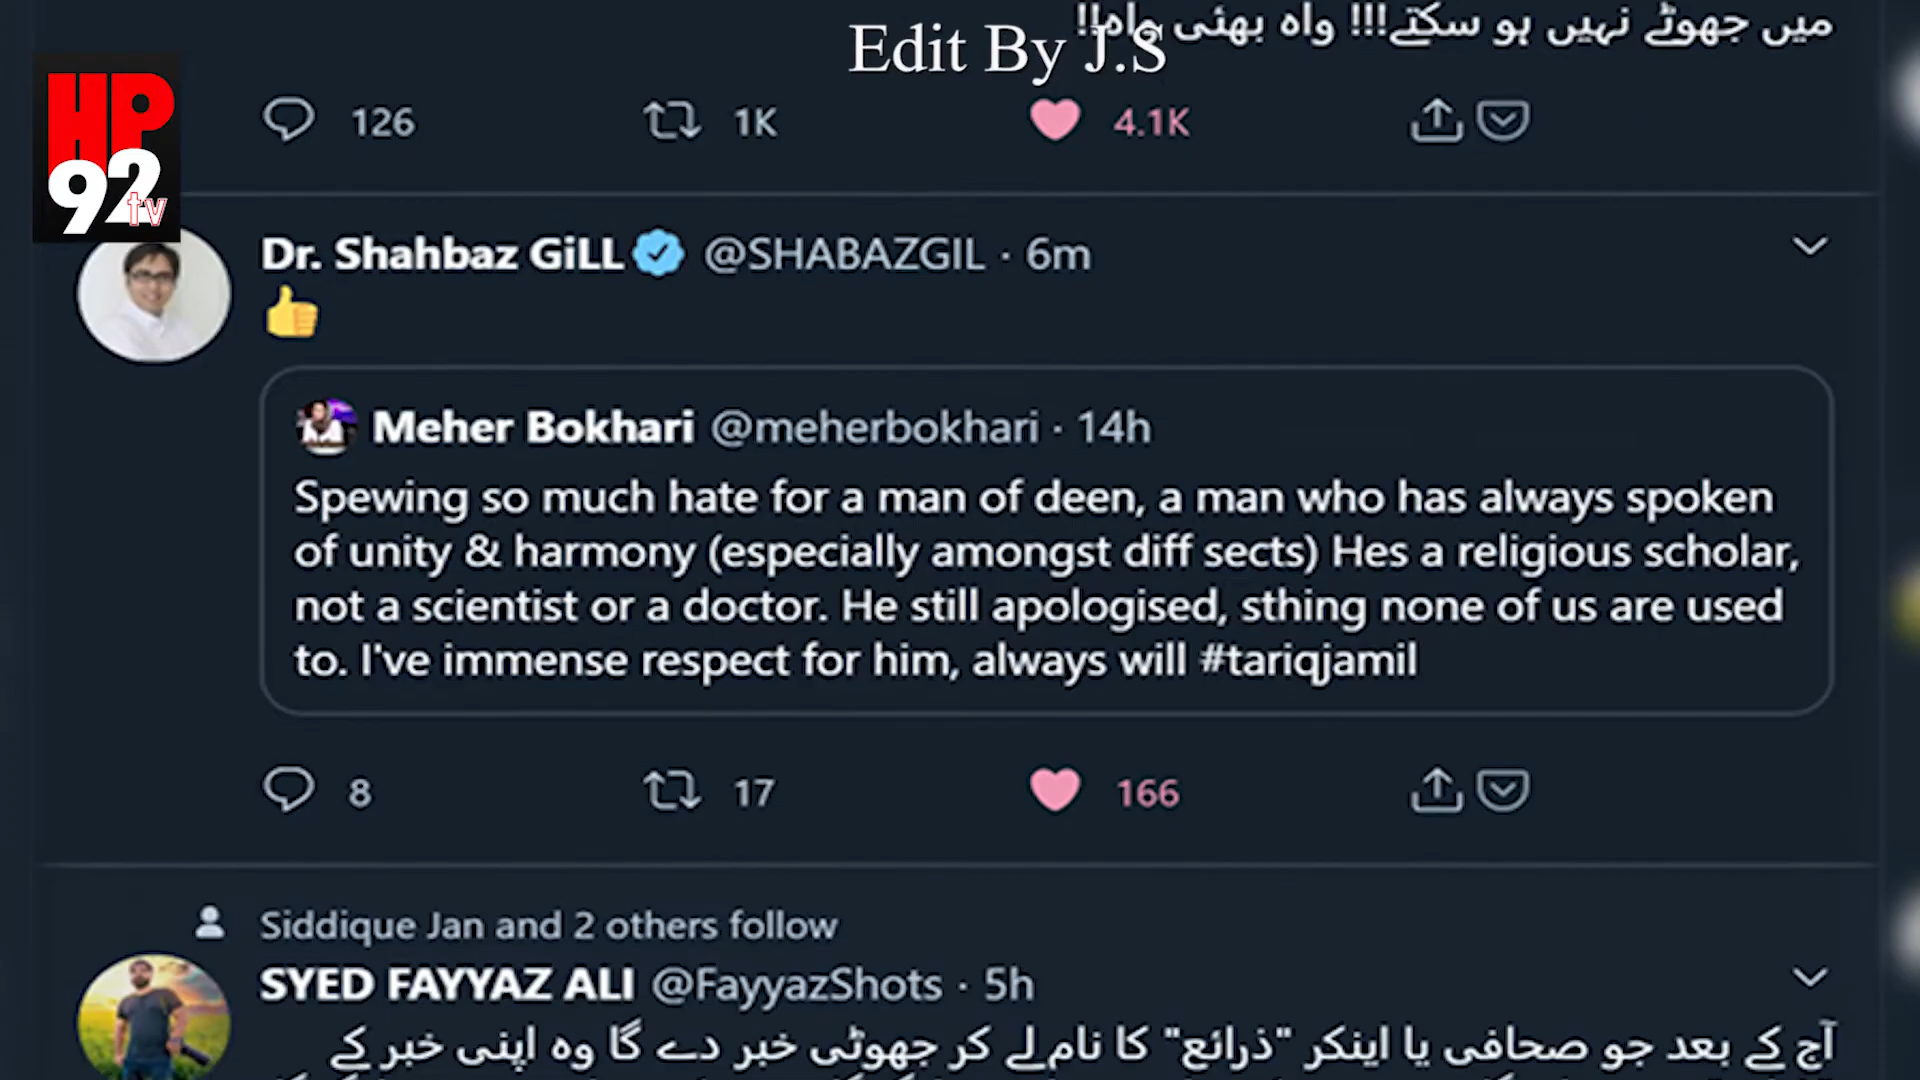 میں جھوٹے نہیں ہو سکتے!!! واہ بھئی واہ!!
Edit By J.S
HP
92
tv
126 1K 4.1K
Dr. Shahbaz GiLL @SHABAZGIL · 6m
👍
Meher Bokhari @meherbokhari · 14h
Spewing so much hate for a man of deen, a man who has always spoken
of unity & harmony (especially amongst diff sects) Hes a religious scholar,
not a scientist or a doctor. He still apologised, sthing none of us are used
to. I've immense respect for him, always will #tariqjamil
8 17 166
Siddique Jan and 2 others follow
SYED FAYYAZ ALI @FayyazShots · 5h
آج کے بعد جو صحافی یا اینکر "ذرائع" کا نام لے کر جھوٹی خبر دے گا وہ اپنی خبر کے